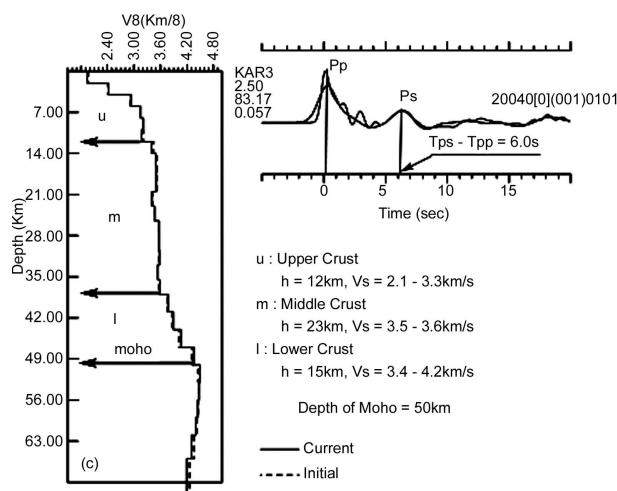 V8(Km/8)
2.40 3.60 4.80
7.00
14.00
21.00
28.00
35.00
42.00
49.00
56.00
63.00
Depth (Km)
u
m
l
moho
(c)
KAR3
2.50
83.17
0.057
Pp
Ps
20040[0](001)0101
Tps - Tpp = 6.0s
0 5 10 15
Time (sec)
u : Upper Crust
h = 12km, Vs = 2.1 - 3.3km/s
m : Middle Crust
h = 23km, Vs = 3.5 - 3.6km/s
l : Lower Crust
h = 15km, Vs = 3.4 - 4.2km/s
Depth of Moho = 50km
Current
Initial